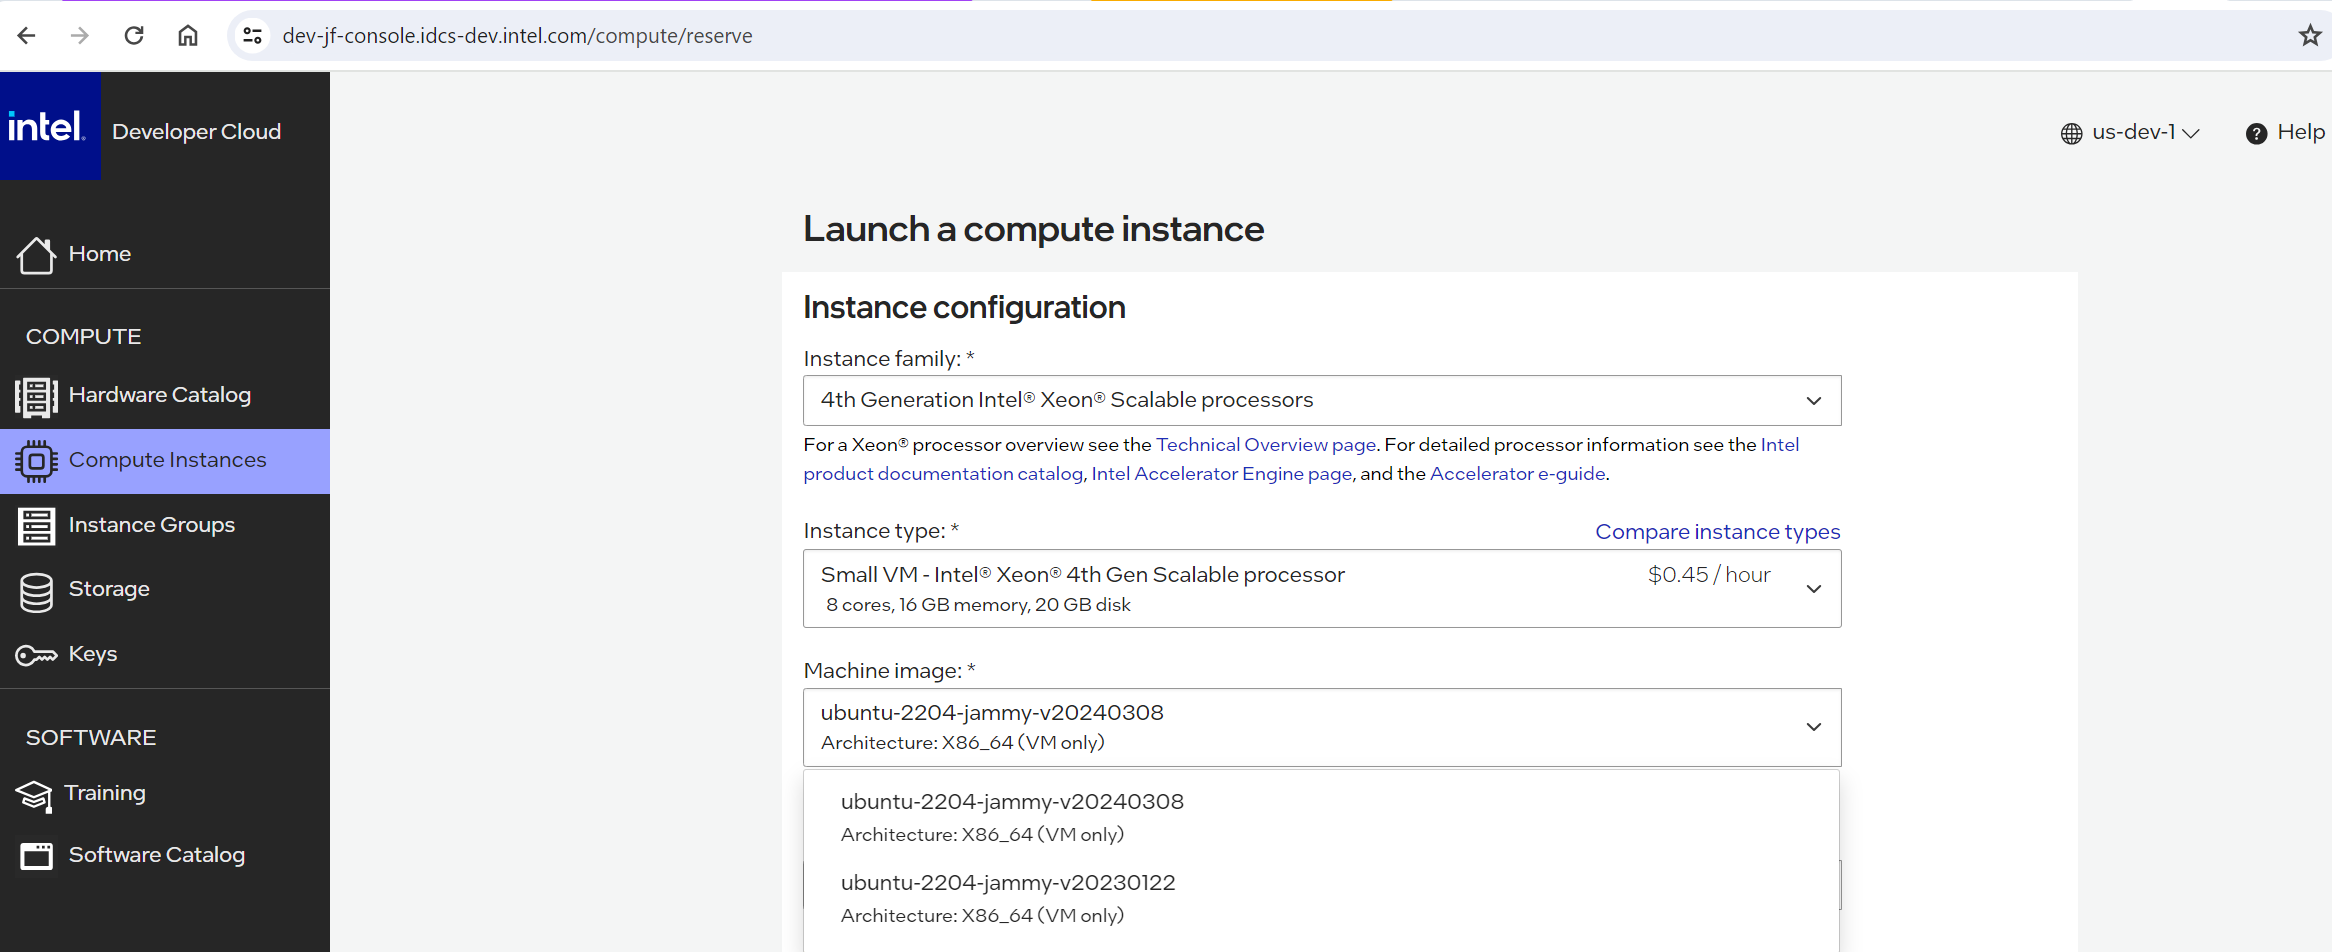 dev-jf-console.idcs-dev.intel.com/compute/reserve
intel. Developer Cloud
us-dev-1
Help
Home
COMPUTE
Hardware Catalog
Compute Instances
Instance Groups
Storage
Keys
SOFTWARE
Training
Software Catalog
Launch a compute instance
Instance configuration
Instance family: *
4th Generation Intel® Xeon® Scalable processors
For a Xeon® processor overview see the Technical Overview page. For detailed processor information see the Intel
product documentation catalog, Intel Accelerator Engine page, and the Accelerator e-guide.
Instance type: *
Compare instance types
Small VM - Intel® Xeon® 4th Gen Scalable processor
$0.45 / hour
8 cores, 16 GB memory, 20 GB disk
Machine image: *
ubuntu-2204-jammy-v20240308
Architecture: X86_64 (VM only)
ubuntu-2204-jammy-v20240308
Architecture: X86_64 (VM only)
ubuntu-2204-jammy-v20230122
Architecture: X86_64 (VM only)